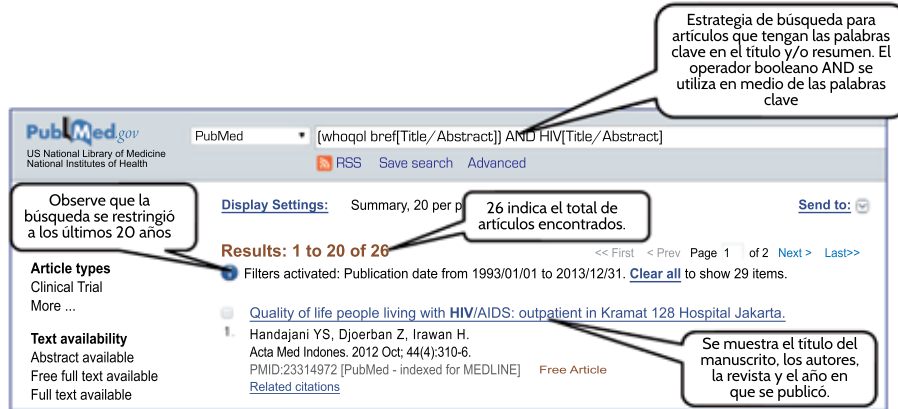 Estrategia de búsqueda para
artículos que tengan las palabras
clave en el título y/o resumen. El
operador booleano AND se
utiliza en medio de las palabras
clave
PubMed.gov
US National Library of Medicine
National Institutes of Health
PubMed
(whoqol bref[Title/Abstract]) AND HIV[Title/Abstract]
RSS Save search Advanced
Observe que la
búsqueda se restringió
a los últimos 20 años
Display Settings: Summary, 20 per p
26 indica el total de
artículos encontrados.
Send to:
Results: 1 to 20 of 26
<< First < Prev Page 1 of 2 Next > Last>>
Filters activated: Publication date from 1993/01/01 to 2013/12/31. Clear all to show 29 items.
Article types
Clinical Trial
More ...
Text availability
Abstract available
Free full text available
Full text available
Quality of life people living with HIV/AIDS: outpatient in Kramat 128 Hospital Jakarta.
1. Handajani YS, Djoerban Z, Irawan H.
Acta Med Indones. 2012 Oct; 44(4):310-6.
PMID:23314972 [PubMed - indexed for MEDLINE] Free Article
Related citations
Se muestra el título del
manuscrito, los autores,
la revista y el año en
que se publicó.